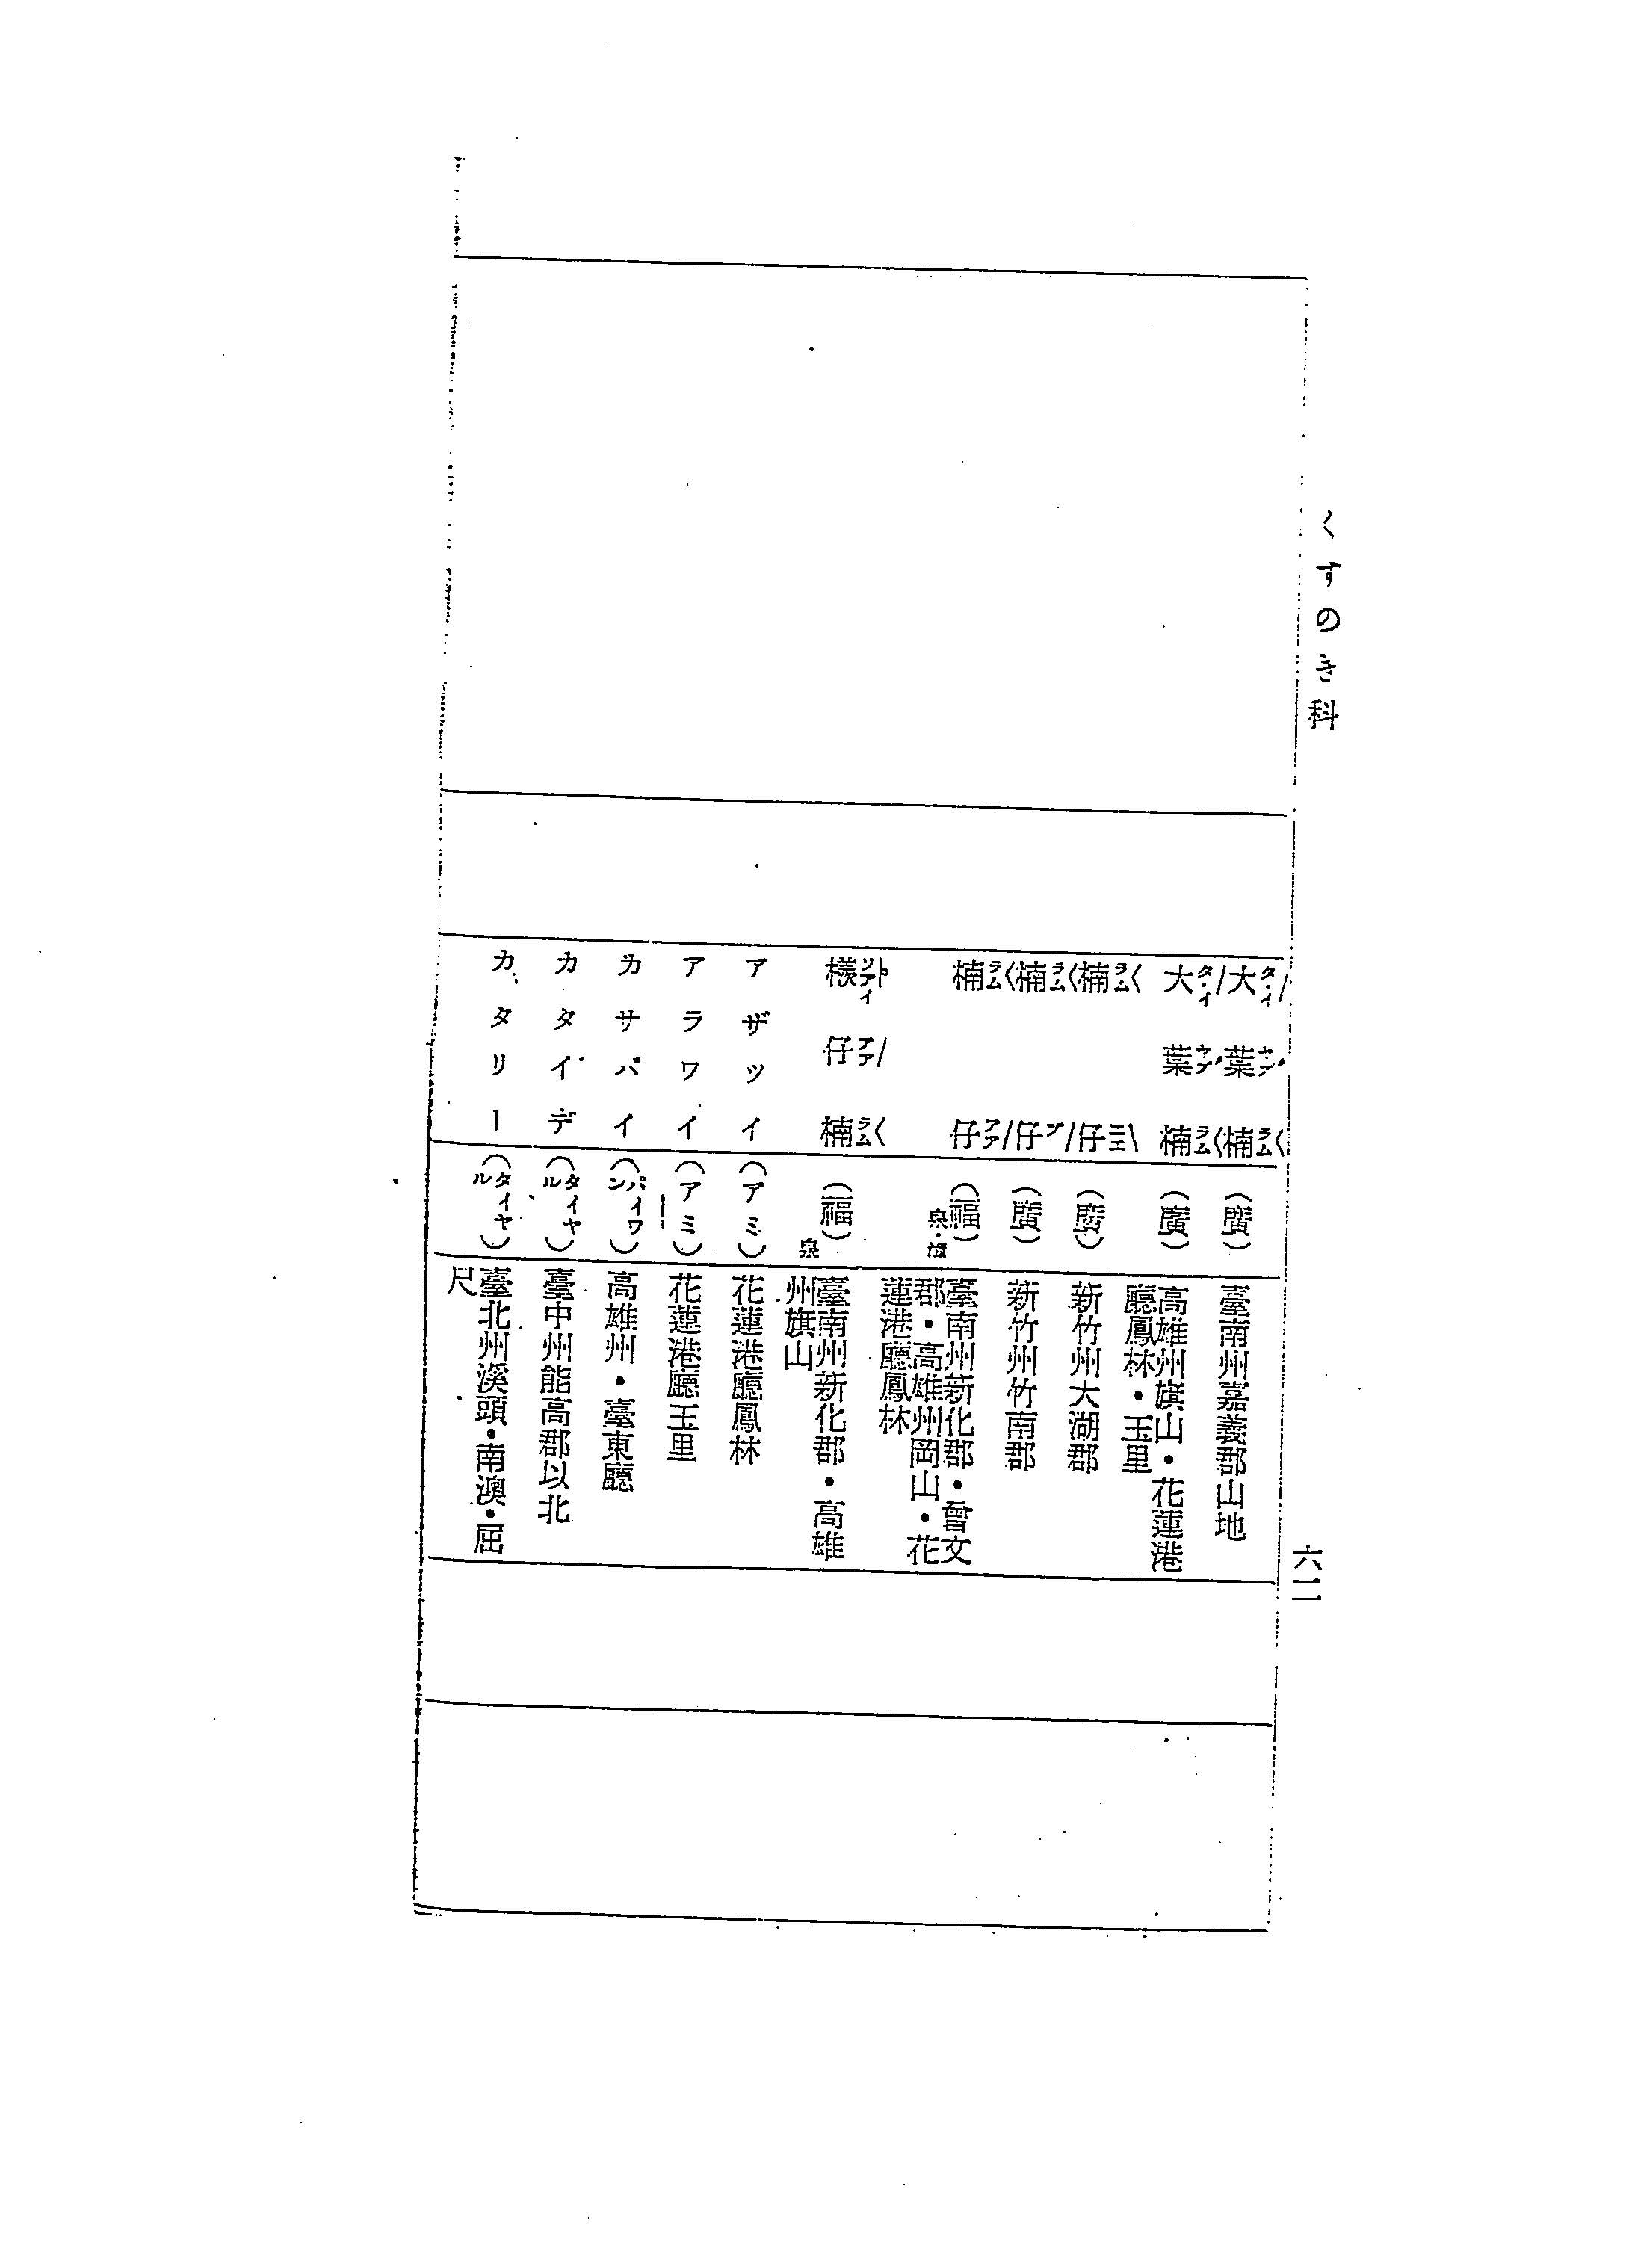 くすのき科
六二
大葉楠 (廣) 臺南州嘉義郡山地
大葉楠 (廣) 高雄州旗山・花蓮港
廳鳳林・玉里
楠仔 (廣) 新竹州大湖郡
楠仔 (廣) 新竹州竹南郡
楠仔 (福) 臺南州新化郡・曾文
郡・高雄州岡山・花
蓮港廳鳳林
樣仔楠 (福)泉 臺南州新化郡・高雄
州旗山
アザツイ (アミ) 花蓮港廳鳳林
アラワイ (アミ) 花蓮港廳玉里
カサパイ (パイワン) 高雄州・臺東廳
カタイデ (タイヤル) 臺中州能高郡以北
カタリー (タイヤル) 臺北州溪頭・南澳・屈
尺